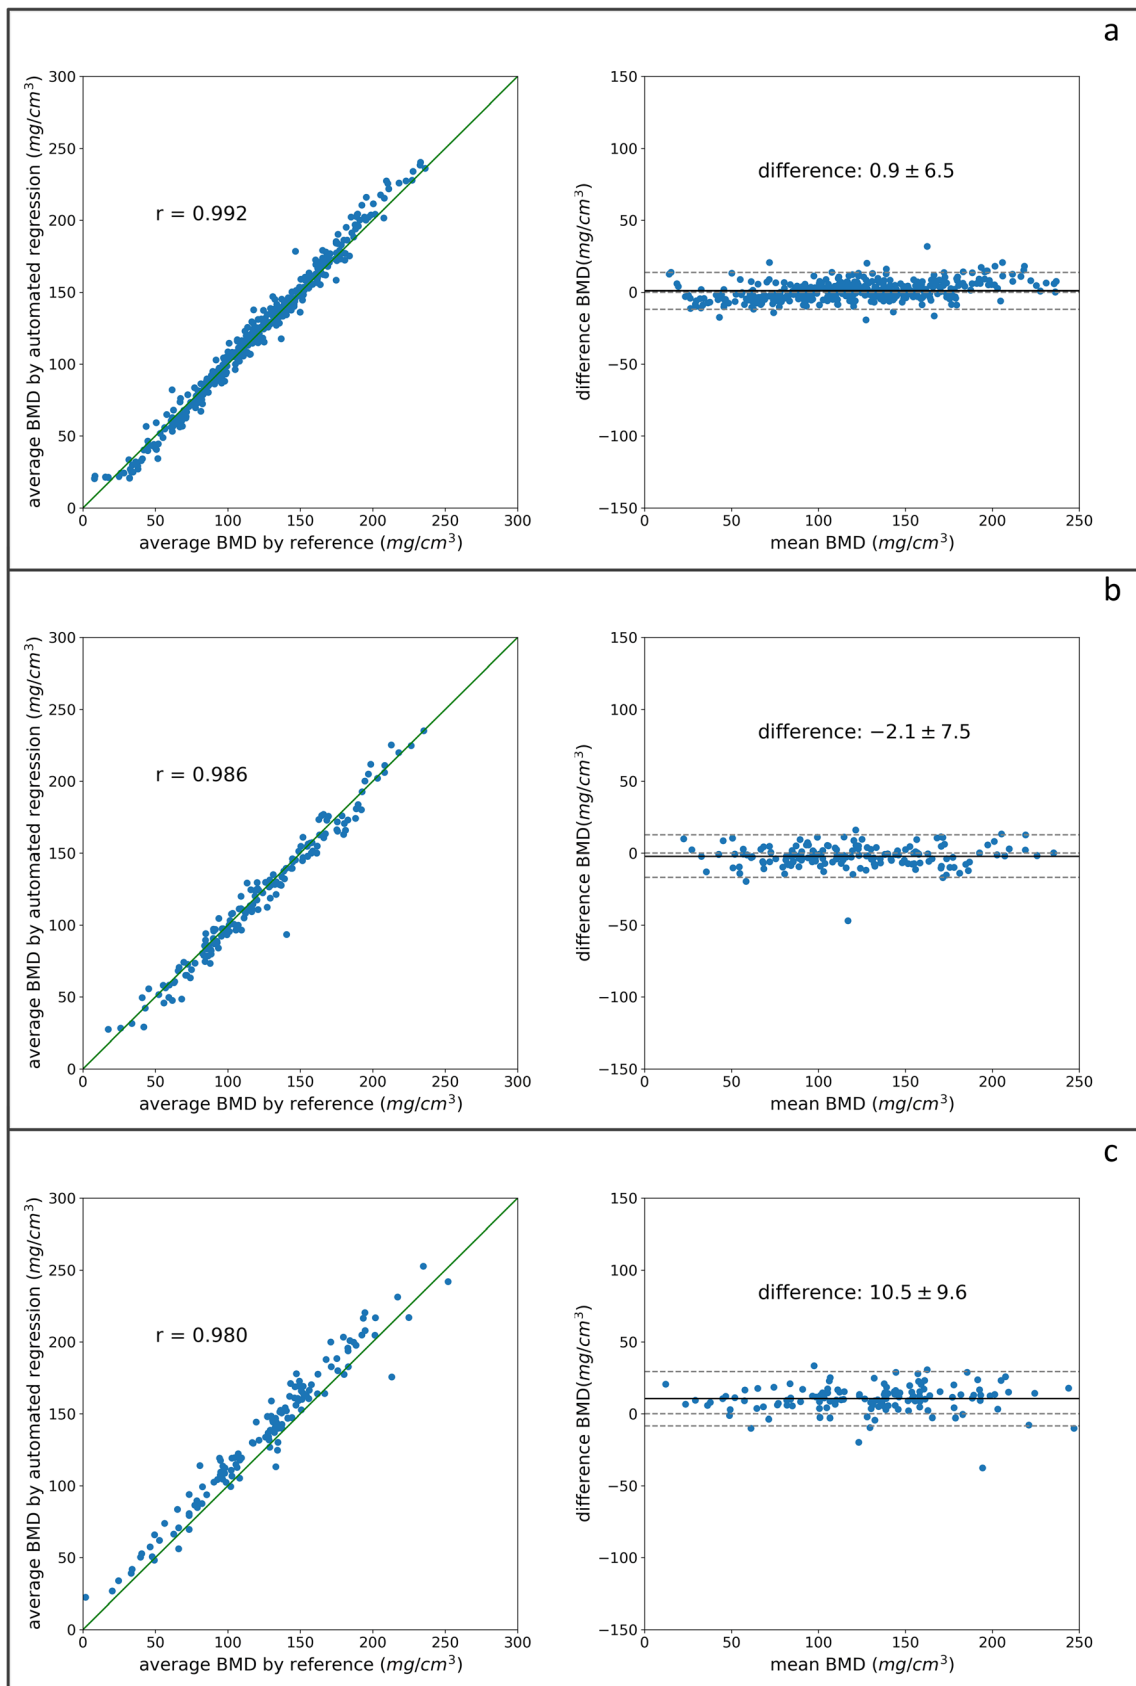 a
300
250
200
150
100
50
0
average BMD by automated regression (mg/cm³)
r = 0.992
0 50 100 150 200 250 300
average BMD by reference (mg/cm³)
150
100
50
0
−50
−100
−150
difference BMD(mg/cm³)
difference: 0.9 ± 6.5
0 50 100 150 200 250
mean BMD (mg/cm³)
b
300
250
200
150
100
50
0
average BMD by automated regression (mg/cm³)
r = 0.986
0 50 100 150 200 250 300
average BMD by reference (mg/cm³)
150
100
50
0
−50
−100
−150
difference BMD(mg/cm³)
difference: −2.1 ± 7.5
0 50 100 150 200 250
mean BMD (mg/cm³)
c
300
250
200
150
100
50
0
average BMD by automated regression (mg/cm³)
r = 0.980
0 50 100 150 200 250 300
average BMD by reference (mg/cm³)
150
100
50
0
−50
−100
−150
difference BMD(mg/cm³)
difference: 10.5 ± 9.6
0 50 100 150 200 250
mean BMD (mg/cm³)